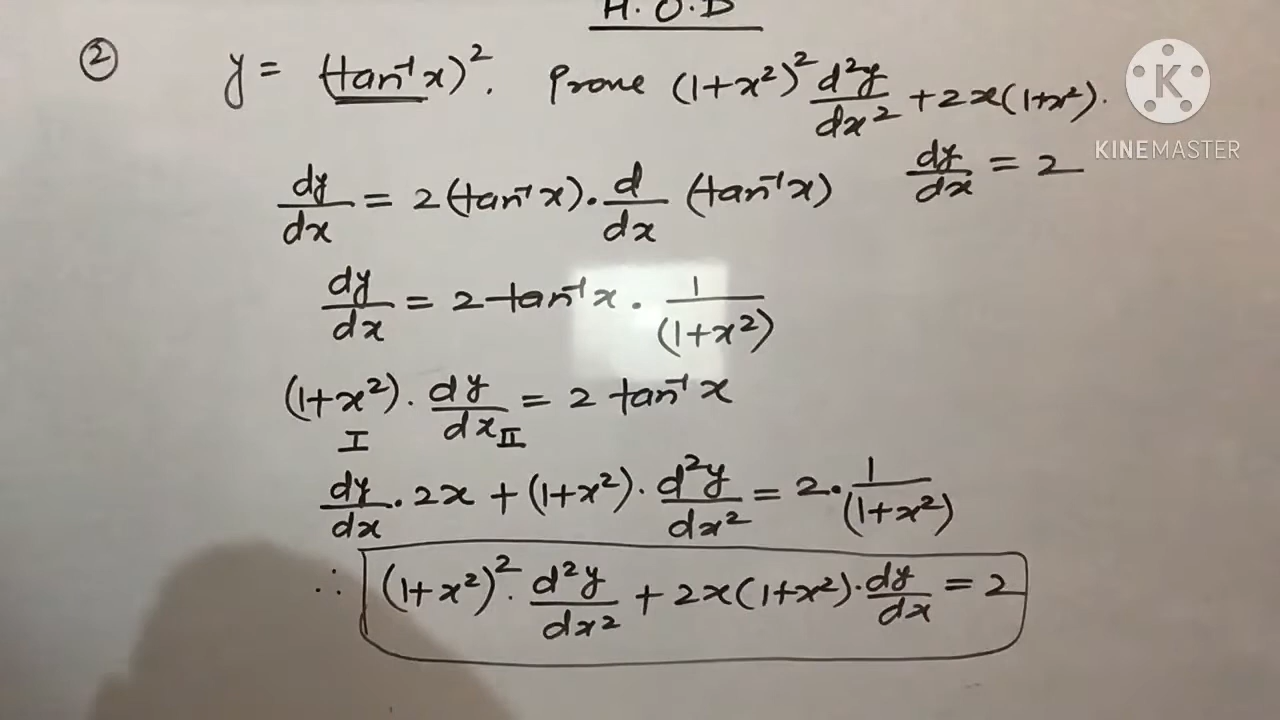 H.O.D
② y = (tan⁻¹x)². Prove (1+x²)² d²y/dx² + 2x(1+x²).
dy/dx = 2
KINEMASTER
dy/dx = 2(tan⁻¹x). d/dx (tan⁻¹x)
dy/dx = 2 tan⁻¹x . 1/(1+x²)
(1+x²). dy/dx = 2 tan⁻¹x
I II
dy/dx . 2x + (1+x²). d²y/dx² = 2. 1/(1+x²)
∴ (1+x²)². d²y/dx² + 2x(1+x²). dy/dx = 2